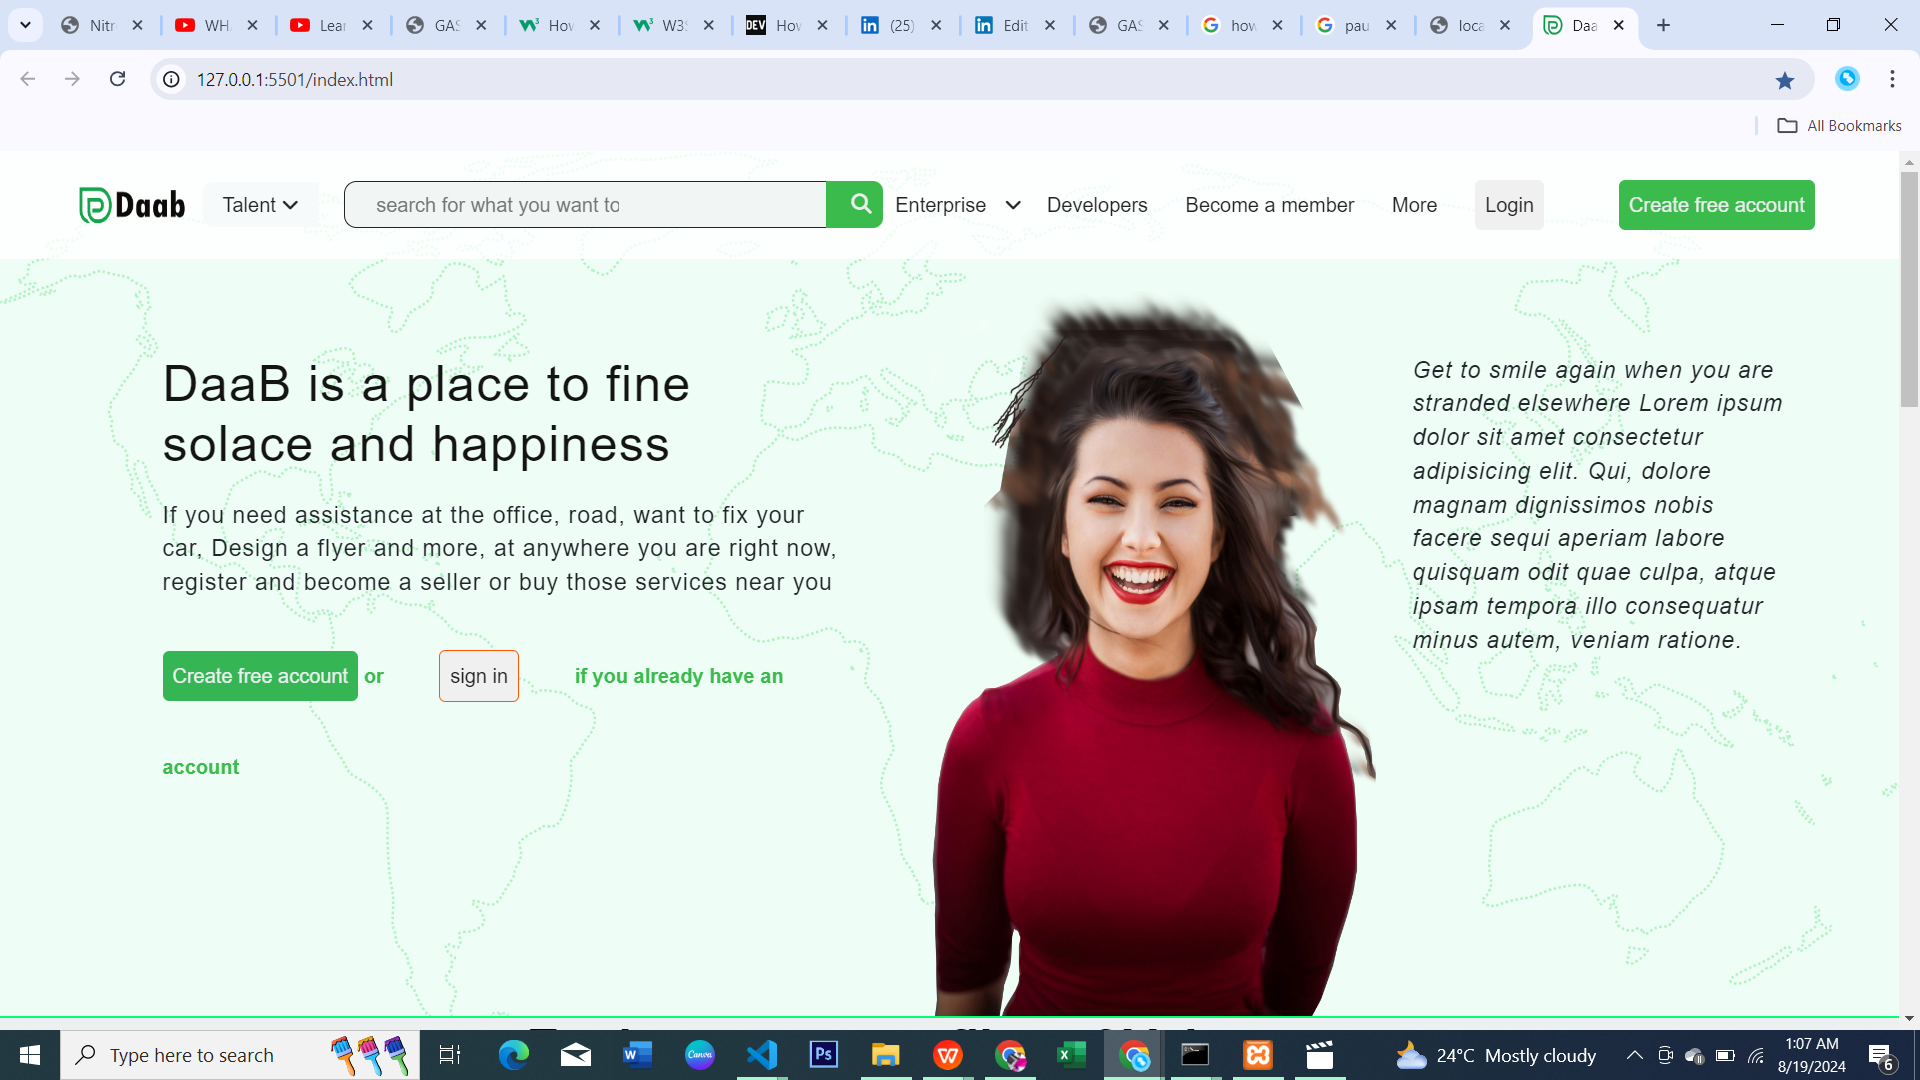 Nitr
WH
Lear
GAS
How
W3S
DEV
How
(25)
Edit
GAS
how
pau
loca
Daa
127.0.0.1:5501/index.html
All Bookmarks
Daab
Talent
search for what you want to
Enterprise
Developers
Become a member
More
Login
Create free account
DaaB is a place to fine
solace and happiness
If you need assistance at the office, road, want to fix your
car, Design a flyer and more, at anywhere you are right now,
register and become a seller or buy those services near you
Create free account or sign in if you already have an
account
Get to smile again when you are
stranded elsewhere Lorem ipsum
dolor sit amet consectetur
adipisicing elit. Qui, dolore
magnam dignissimos nobis
facere sequi aperiam labore
quisquam odit quae culpa, atque
ipsam tempora illo consequatur
minus autem, veniam ratione.
Type here to search
Canva
Ps
24°C Mostly cloudy
1:07 AM
8/19/2024
6